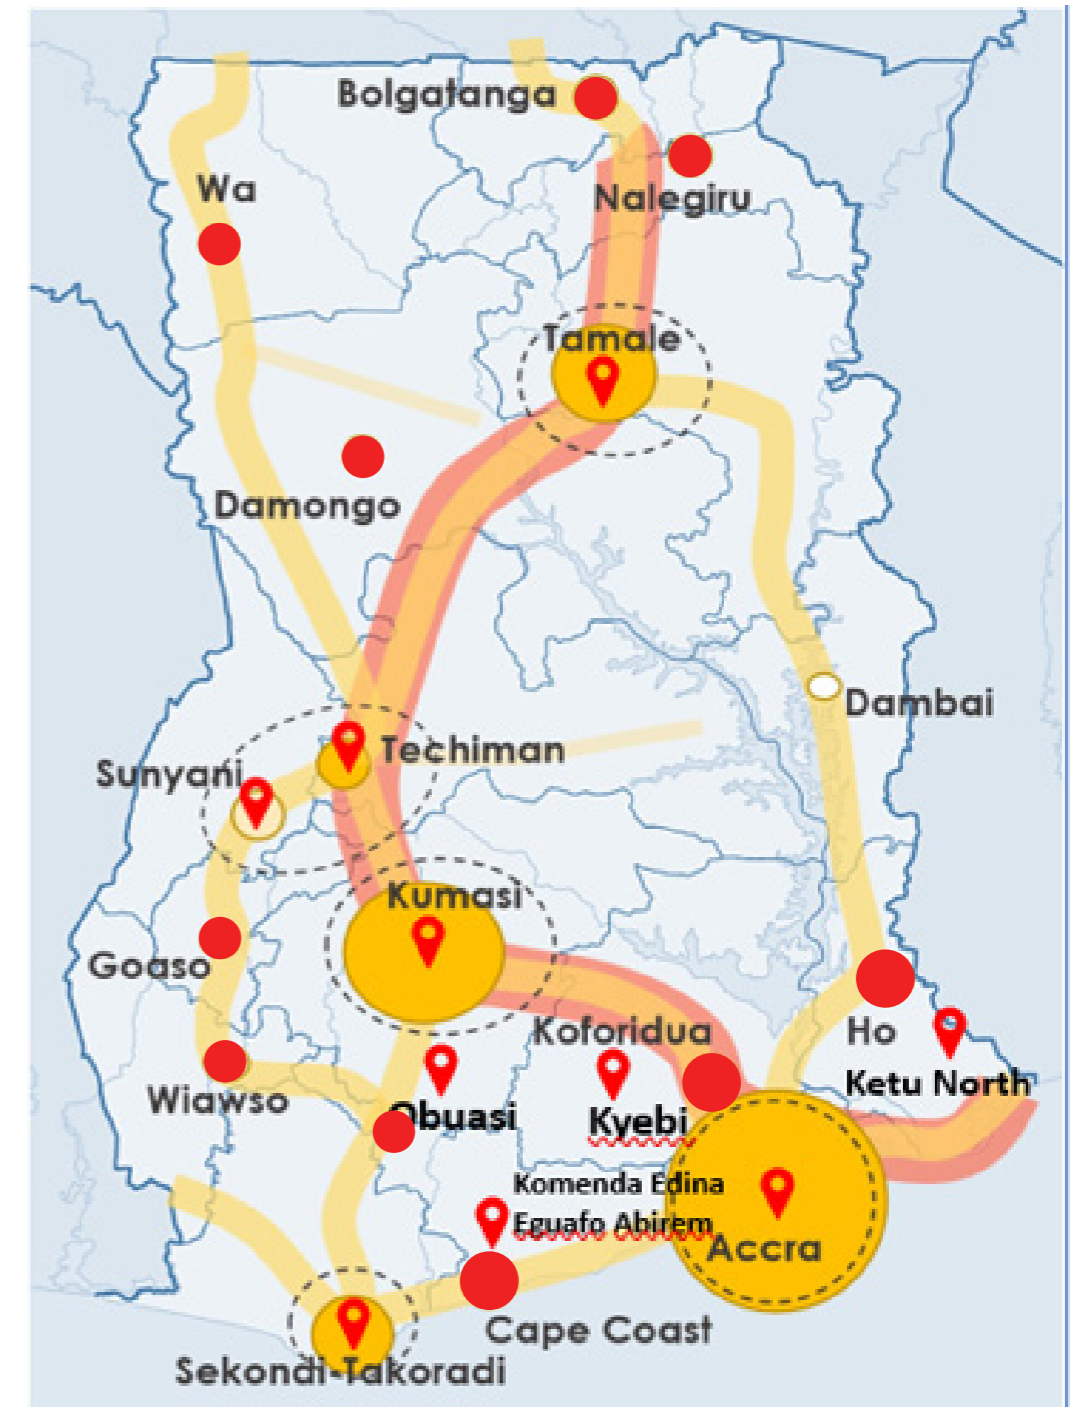 Bolgatanga
Wa
Nalegiru
Tamale
Damongo
Dambai
Techiman
Sunyani
Kumasi
Goaso
Koforidua
Ho
Ketu North
Wiawso
Obuasi
Kyebi
Komenda Edina
Eguafo Abirem
Accra
Cape Coast
Sekondi-Takoradi